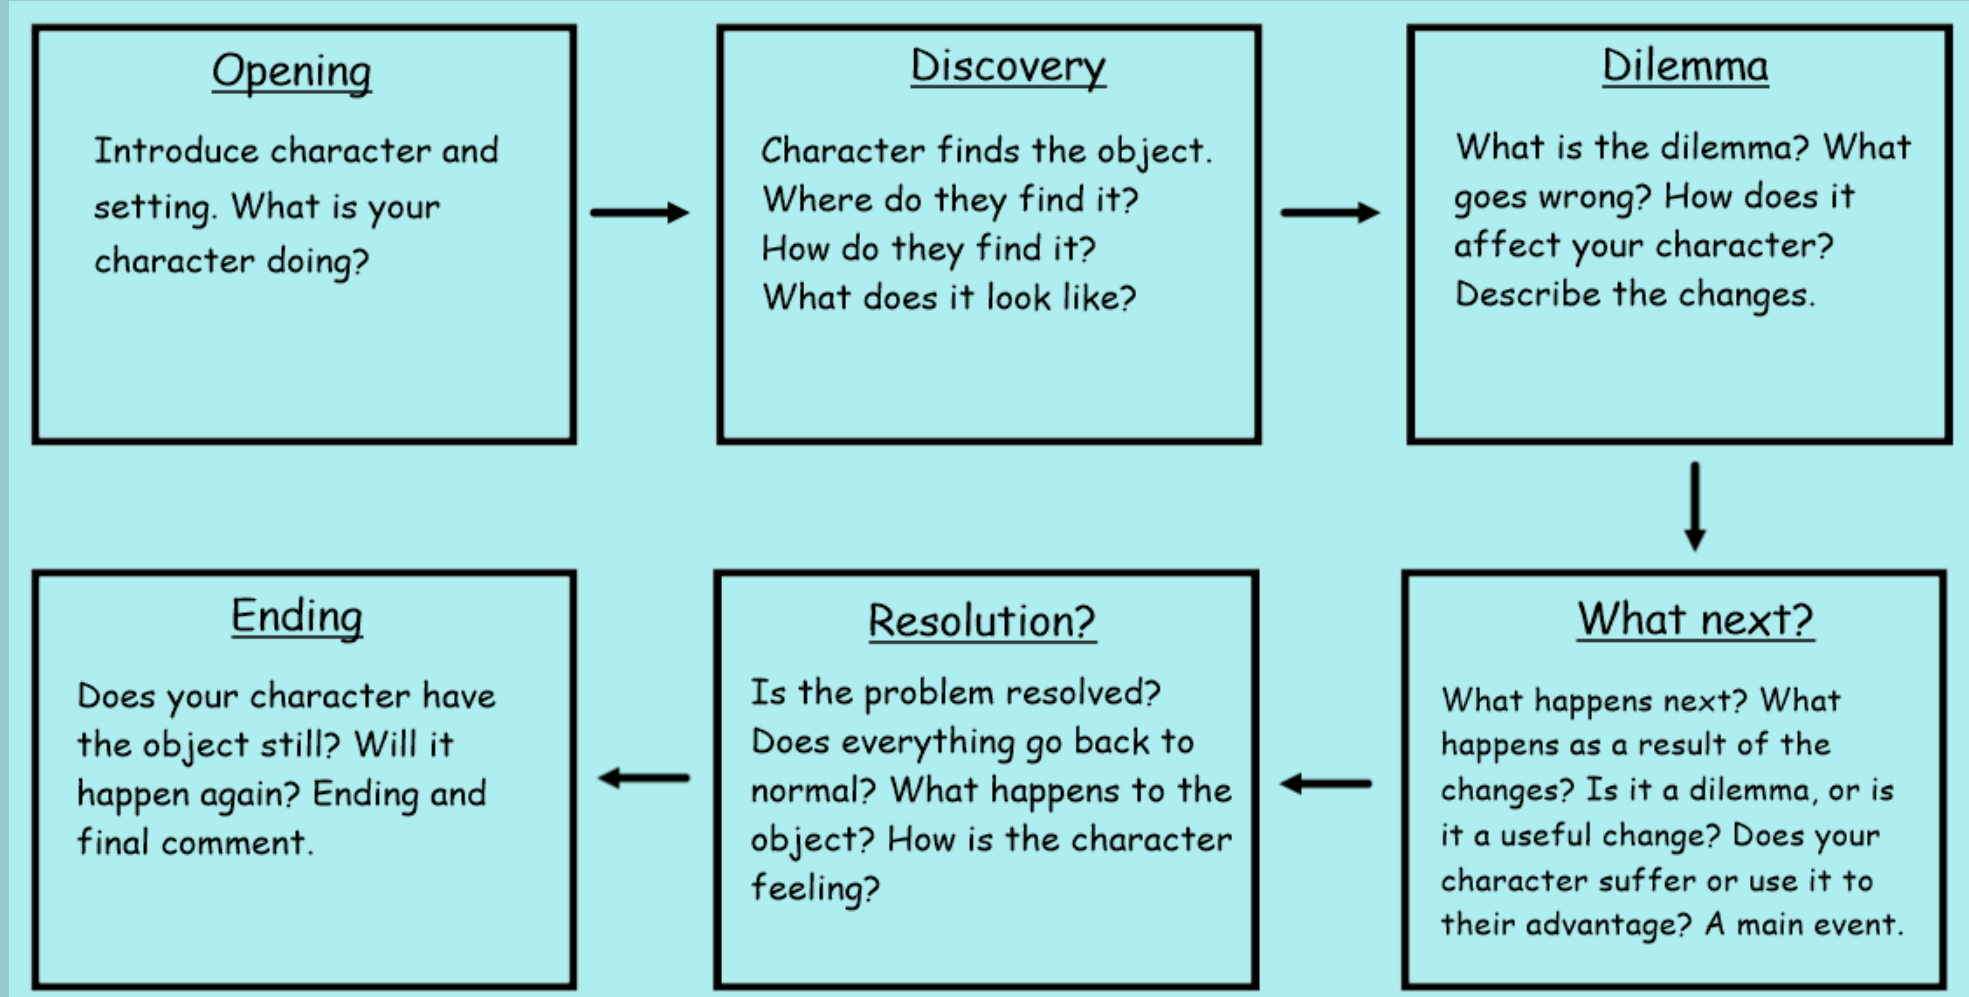 Opening
Introduce character and
setting. What is your
character doing?
Discovery
Character finds the object.
Where do they find it?
How do they find it?
What does it look like?
Dilemma
What is the dilemma? What
goes wrong? How does it
affect your character?
Describe the changes.
What next?
What happens next? What
happens as a result of the
changes? Is it a dilemma, or is
it a useful change? Does your
character suffer or use it to
their advantage? A main event.
Resolution?
Is the problem resolved?
Does everything go back to
normal? What happens to the
object? How is the character
feeling?
Ending
Does your character have
the object still? Will it
happen again? Ending and
final comment.